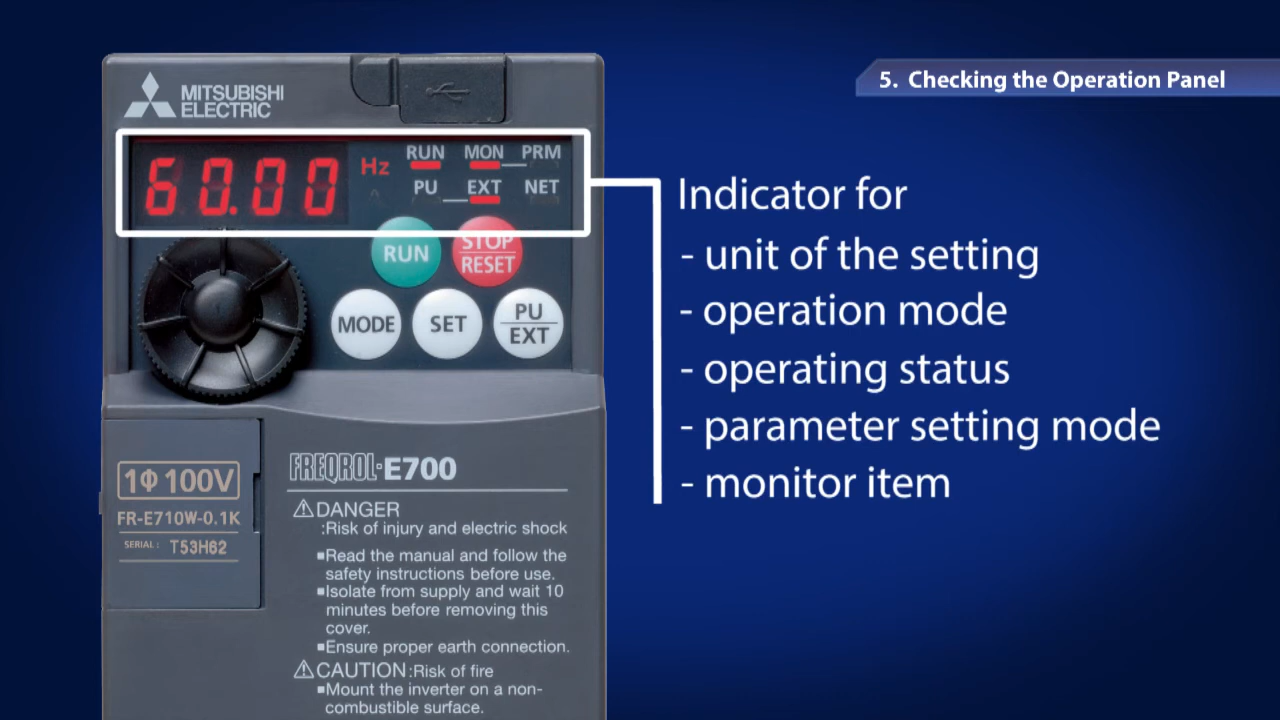 5. Checking the Operation Panel
MITSUBISHI
ELECTRIC
60.00 Hz
RUN MON PRM
PU EXT NET
RUN
STOP
RESET
MODE
SET
PU
EXT
Indicator for
- unit of the setting
- operation mode
- operating status
- parameter setting mode
- monitor item
1Φ 100V
FR-E710W-0.1K
SERIAL: T53H62
FREQROL-E700
⚠DANGER
:Risk of injury and electric shock
▪Read the manual and follow the
safety instructions before use.
▪Isolate from supply and wait 10
minutes before removing this
cover.
▪Ensure proper earth connection.
⚠CAUTION:Risk of fire
▪Mount the inverter on a non-
combustible surface.